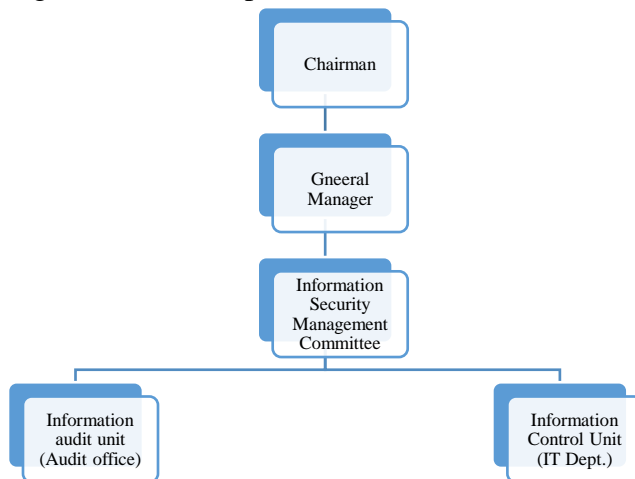 Chairman
Gneeral
Manager
Information
Security
Management
Committee
Information
audit unit
(Audit office)
Information
Control Unit
(IT Dept.)